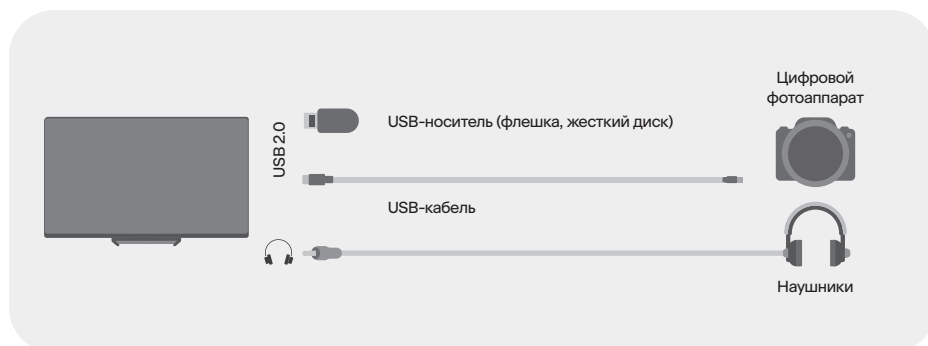 Цифровой
фотоаппарат
USB 2.0
USB-носитель (флешка, жесткий диск)
USB-кабель
Наушники